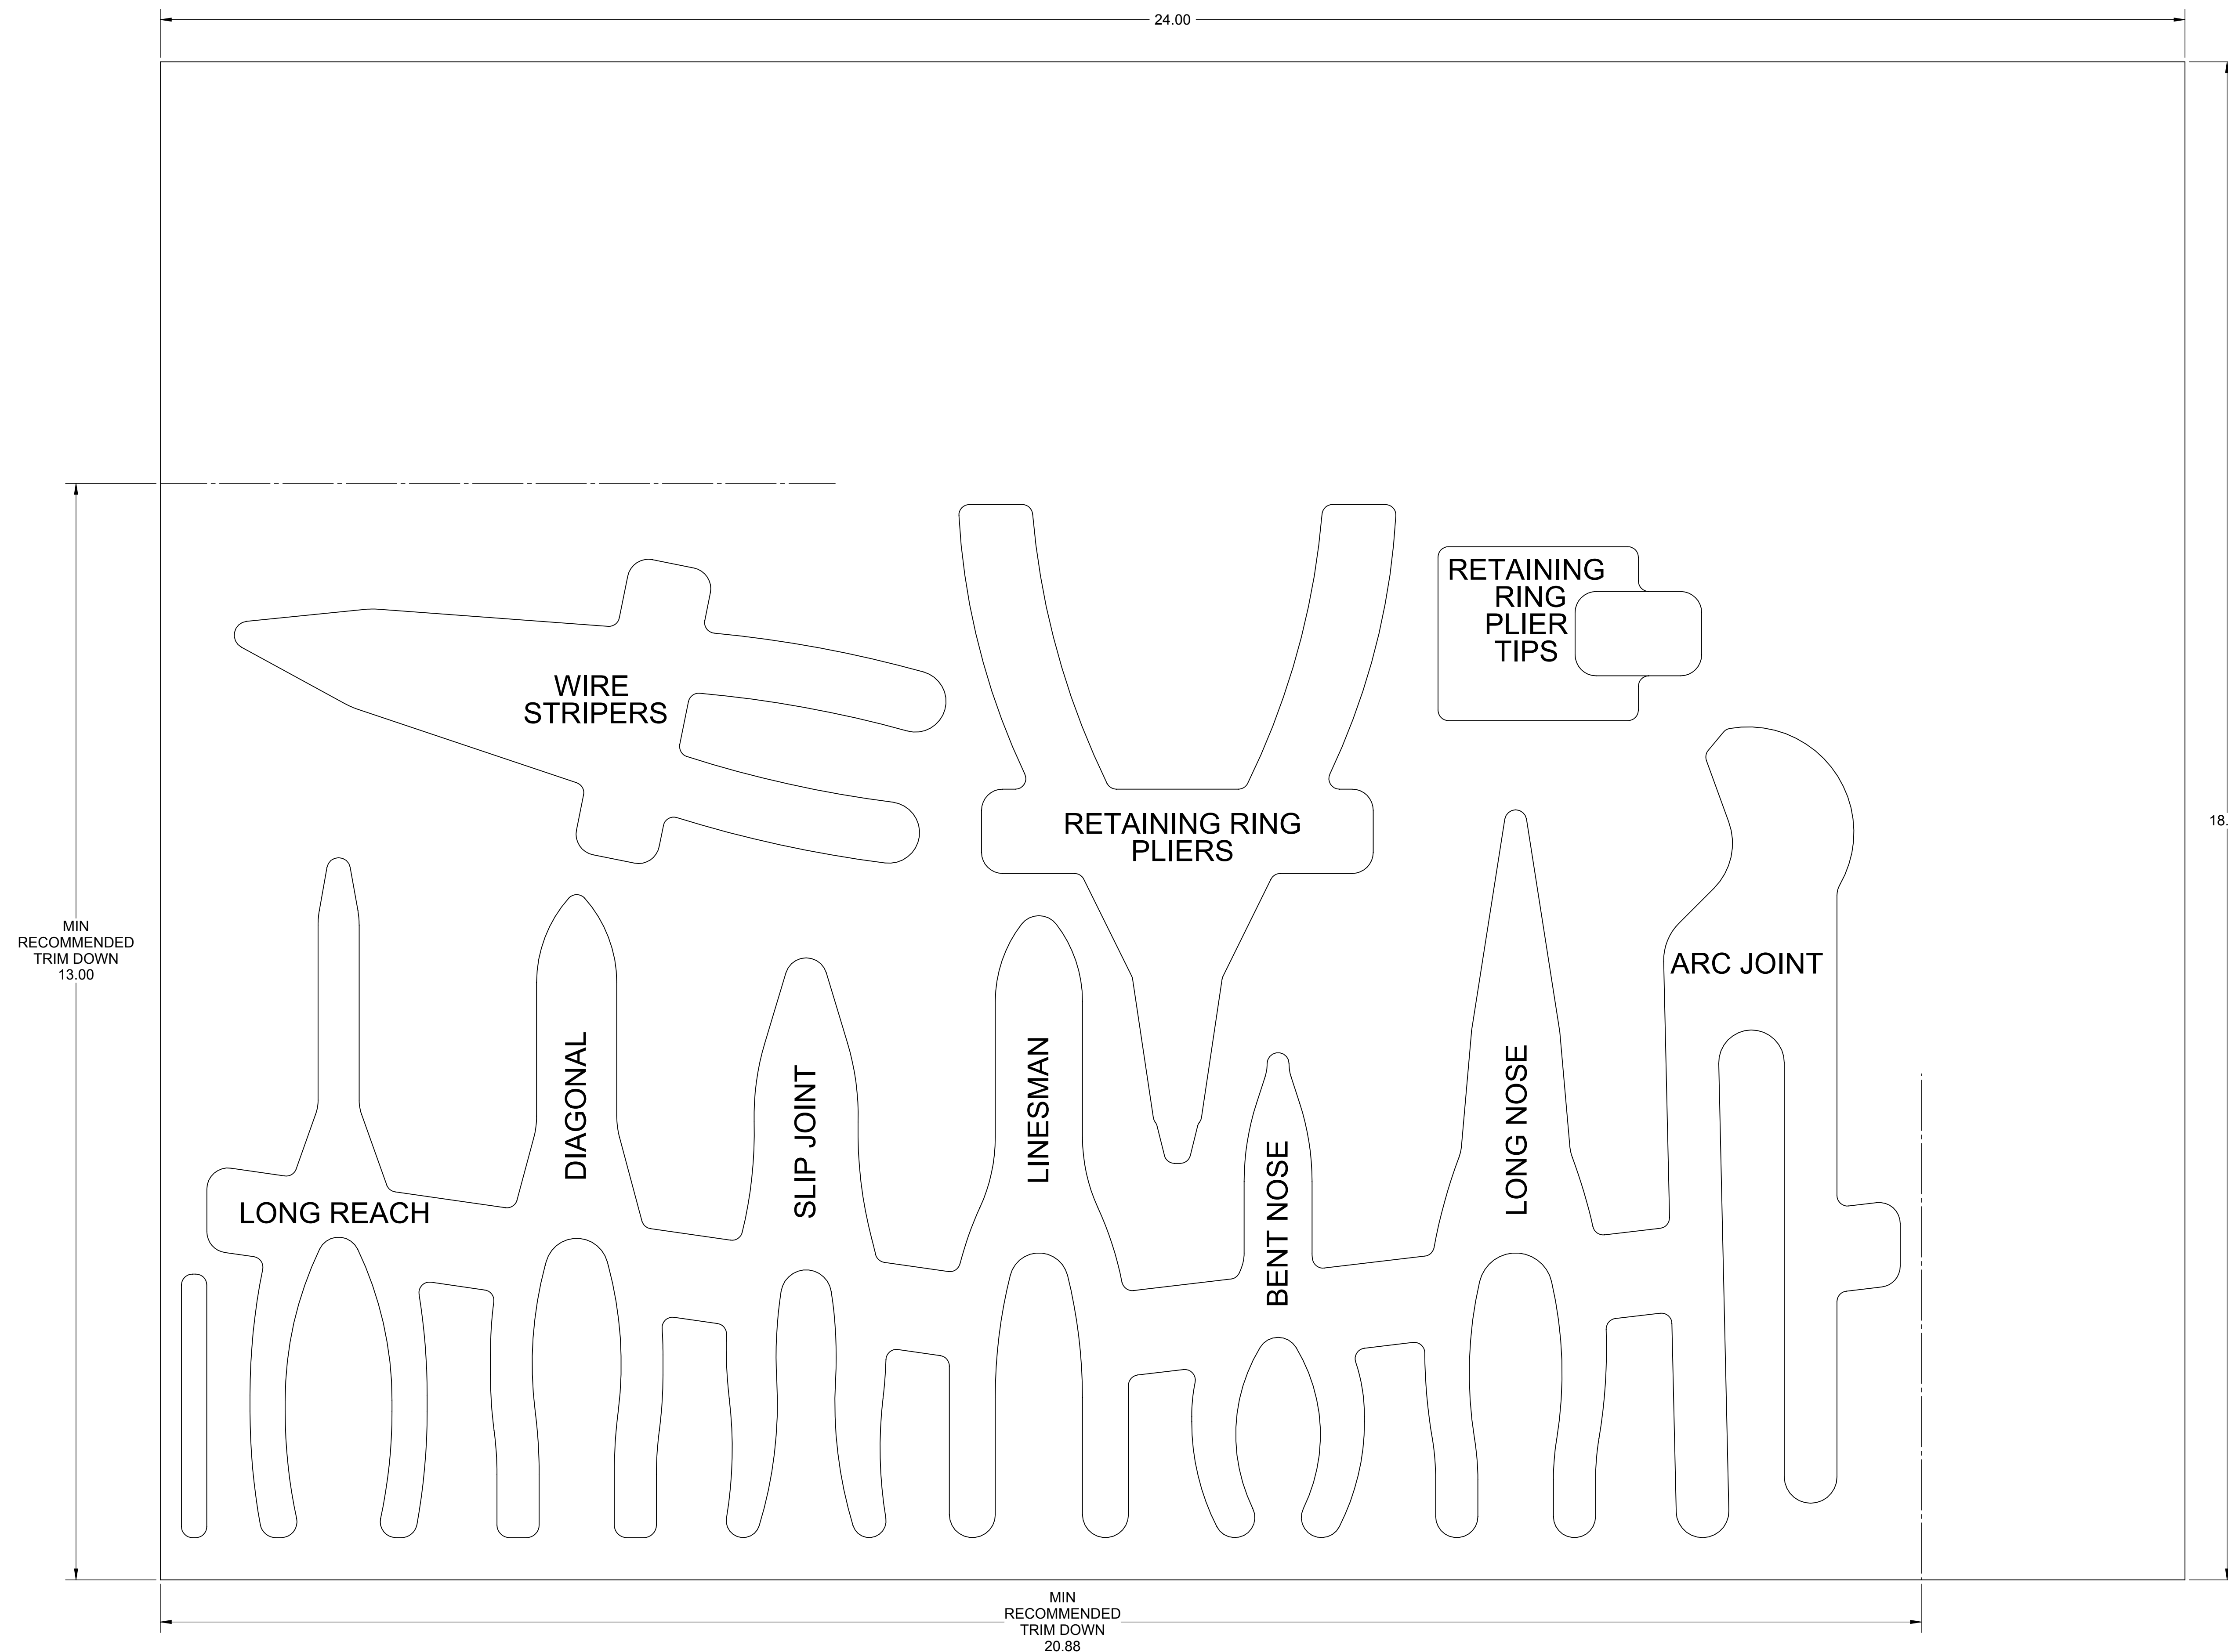 24.00
RETAINING
RING
PLIER
TIPS
WIRE
STRIPERS
RETAINING RING
PLIERS
18.
MIN
RECOMMENDED
TRIM DOWN
13.00
ARC JOINT
DIAGONAL
SLIP JOINT
LINESMAN
BENT NOSE
LONG NOSE
LONG REACH
MIN
RECOMMENDED
TRIM DOWN
20.88